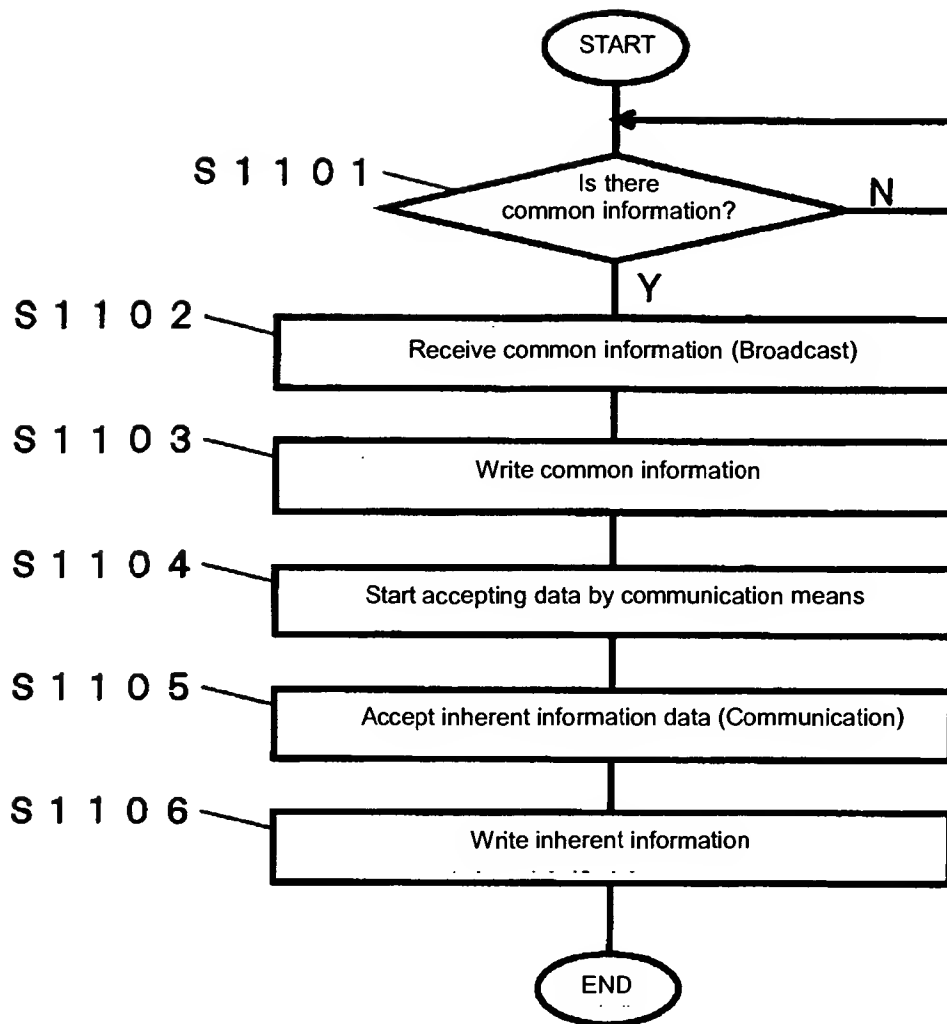 START
S1101
Is there
common information?
N
Y
S1102
Receive common information (Broadcast)
S1103
Write common information
S1104
Start accepting data by communication means
S1105
Accept inherent information data (Communication)
S1106
Write inherent information
END